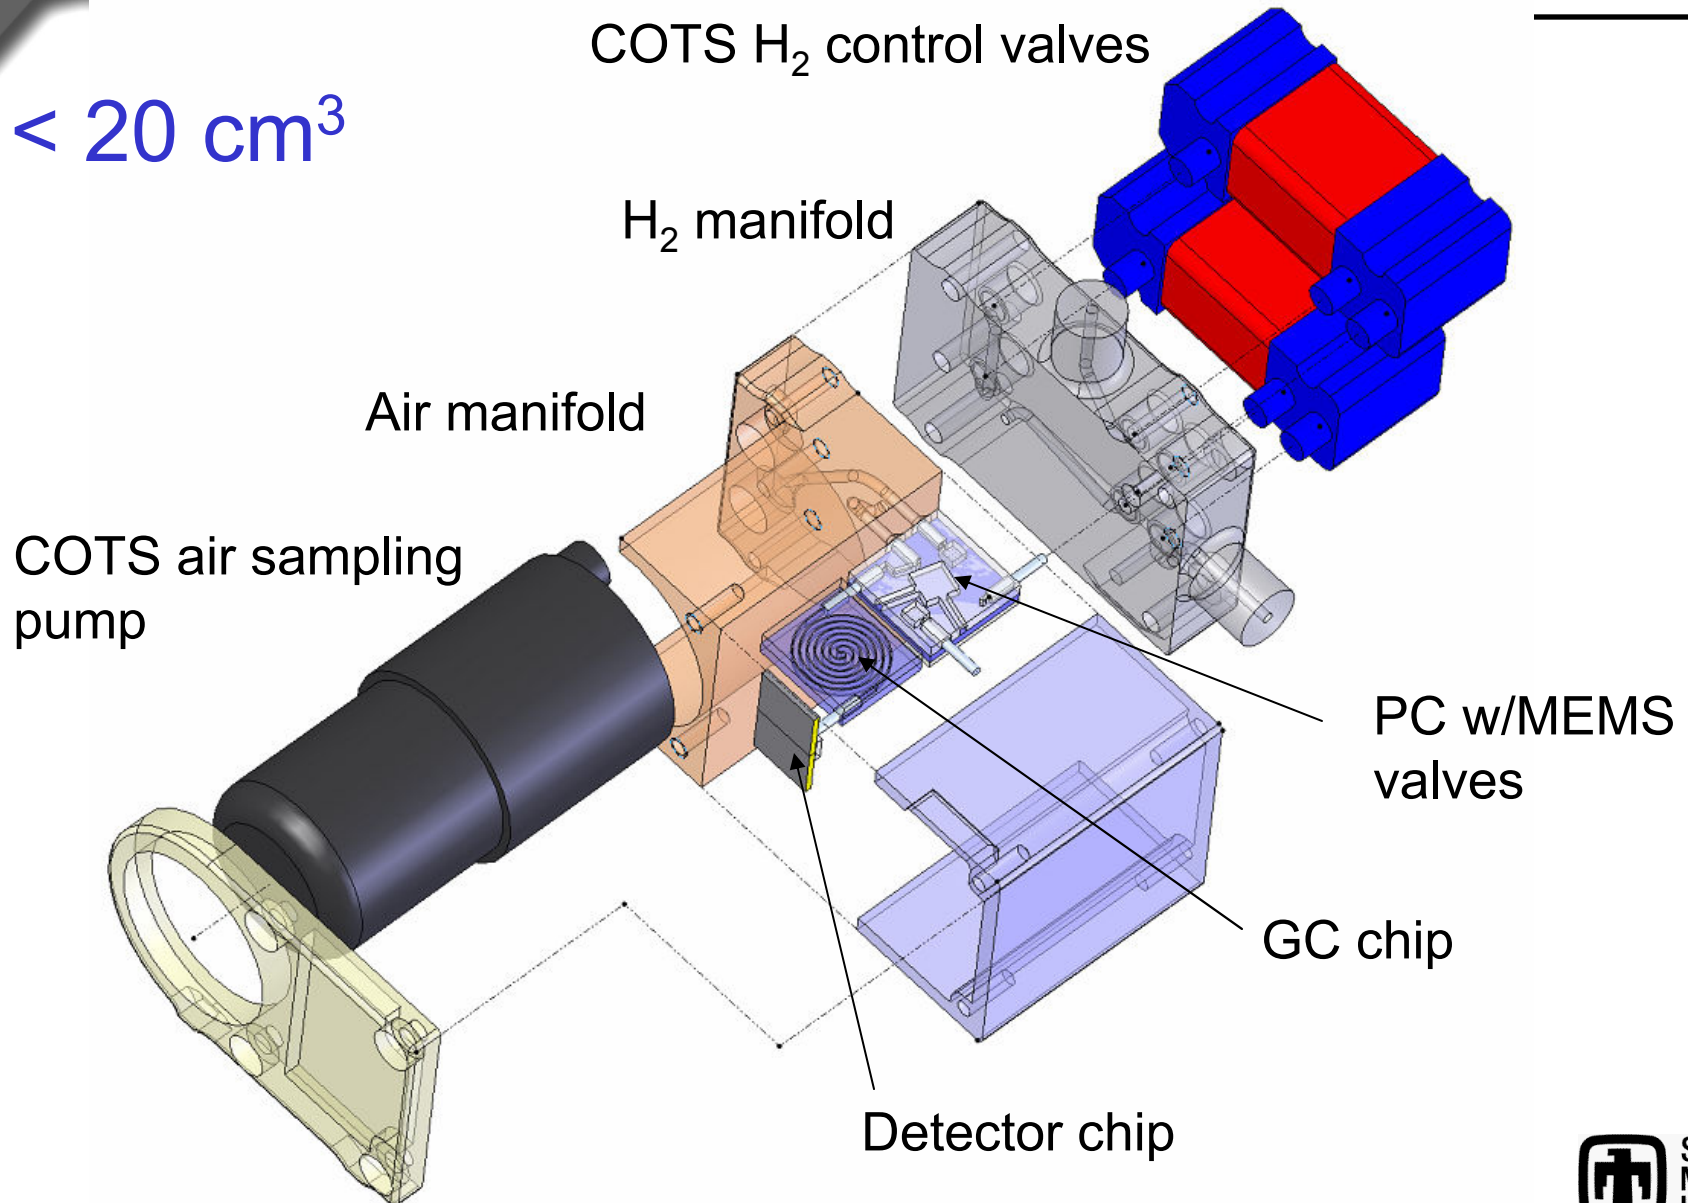 COTS H₂ control valves
< 20 cm³
H₂ manifold
Air manifold
COTS air sampling
pump
PC w/MEMS
valves
GC chip
Detector chip